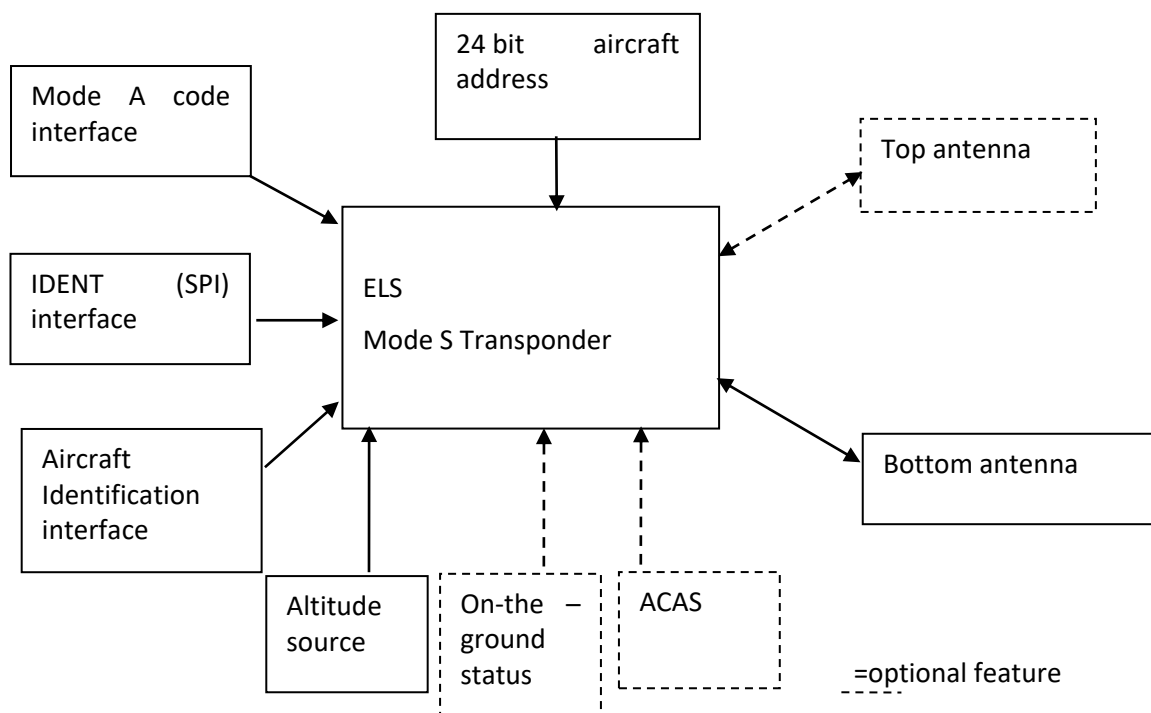 24 bit aircraft
address
Mode A code
interface
Top antenna
IDENT (SPI)
interface
ELS
Mode S Transponder
Aircraft
Identification
interface
Bottom antenna
Altitude
source
On-the –
ground
status
ACAS
=optional feature